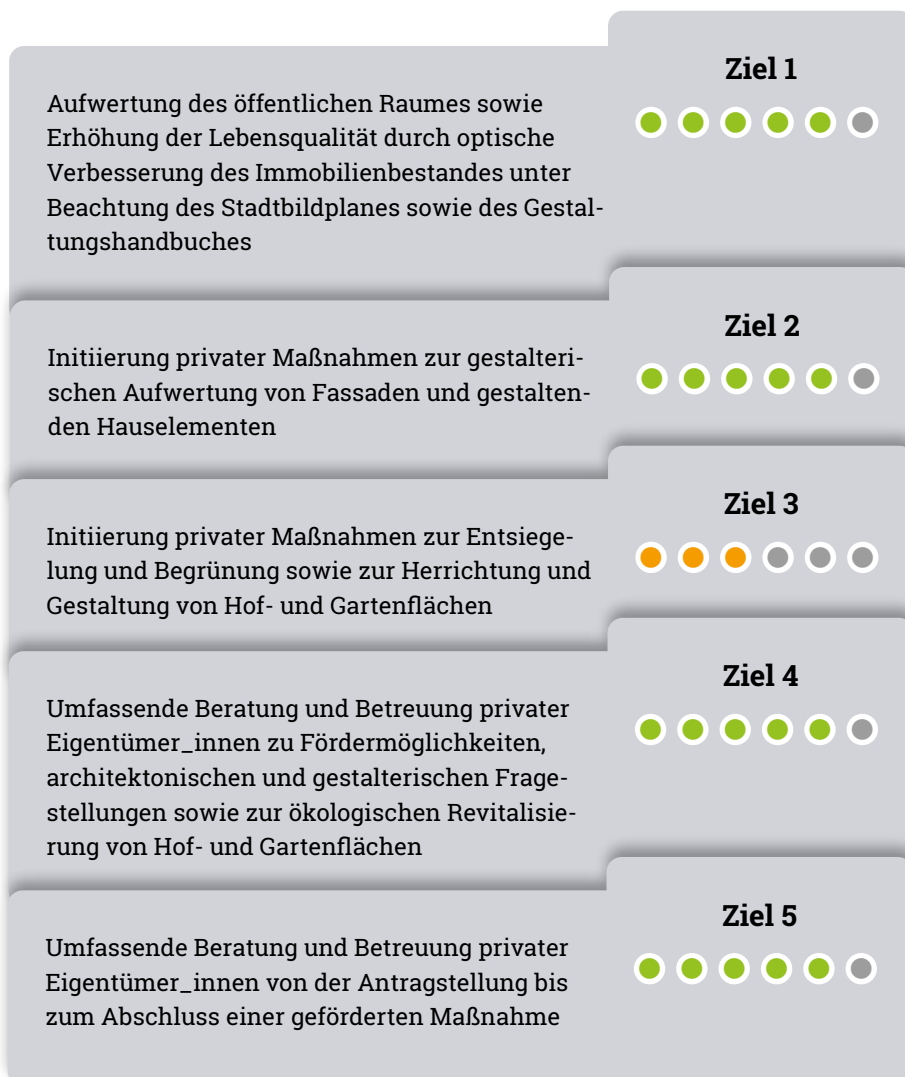 Ziel 1
Aufwertung des öffentlichen Raumes sowie
Erhöhung der Lebensqualität durch optische
Verbesserung des Immobilienbestandes unter
Beachtung des Stadtbildplanes sowie des Gestal-
tungshandbuches
Ziel 2
Initiierung privater Maßnahmen zur gestalteri-
schen Aufwertung von Fassaden und gestalten-
den Hauselementen
Ziel 3
Initiierung privater Maßnahmen zur Entsiege-
lung und Begrünung sowie zur Herrichtung und
Gestaltung von Hof- und Gartenflächen
Ziel 4
Umfassende Beratung und Betreuung privater
Eigentümer_innen zu Fördermöglichkeiten,
architektonischen und gestalterischen Frage-
stellungen sowie zur ökologischen Revitalisie-
rung von Hof- und Gartenflächen
Ziel 5
Umfassende Beratung und Betreuung privater
Eigentümer_innen von der Antragstellung bis
zum Abschluss einer geförderten Maßnahme